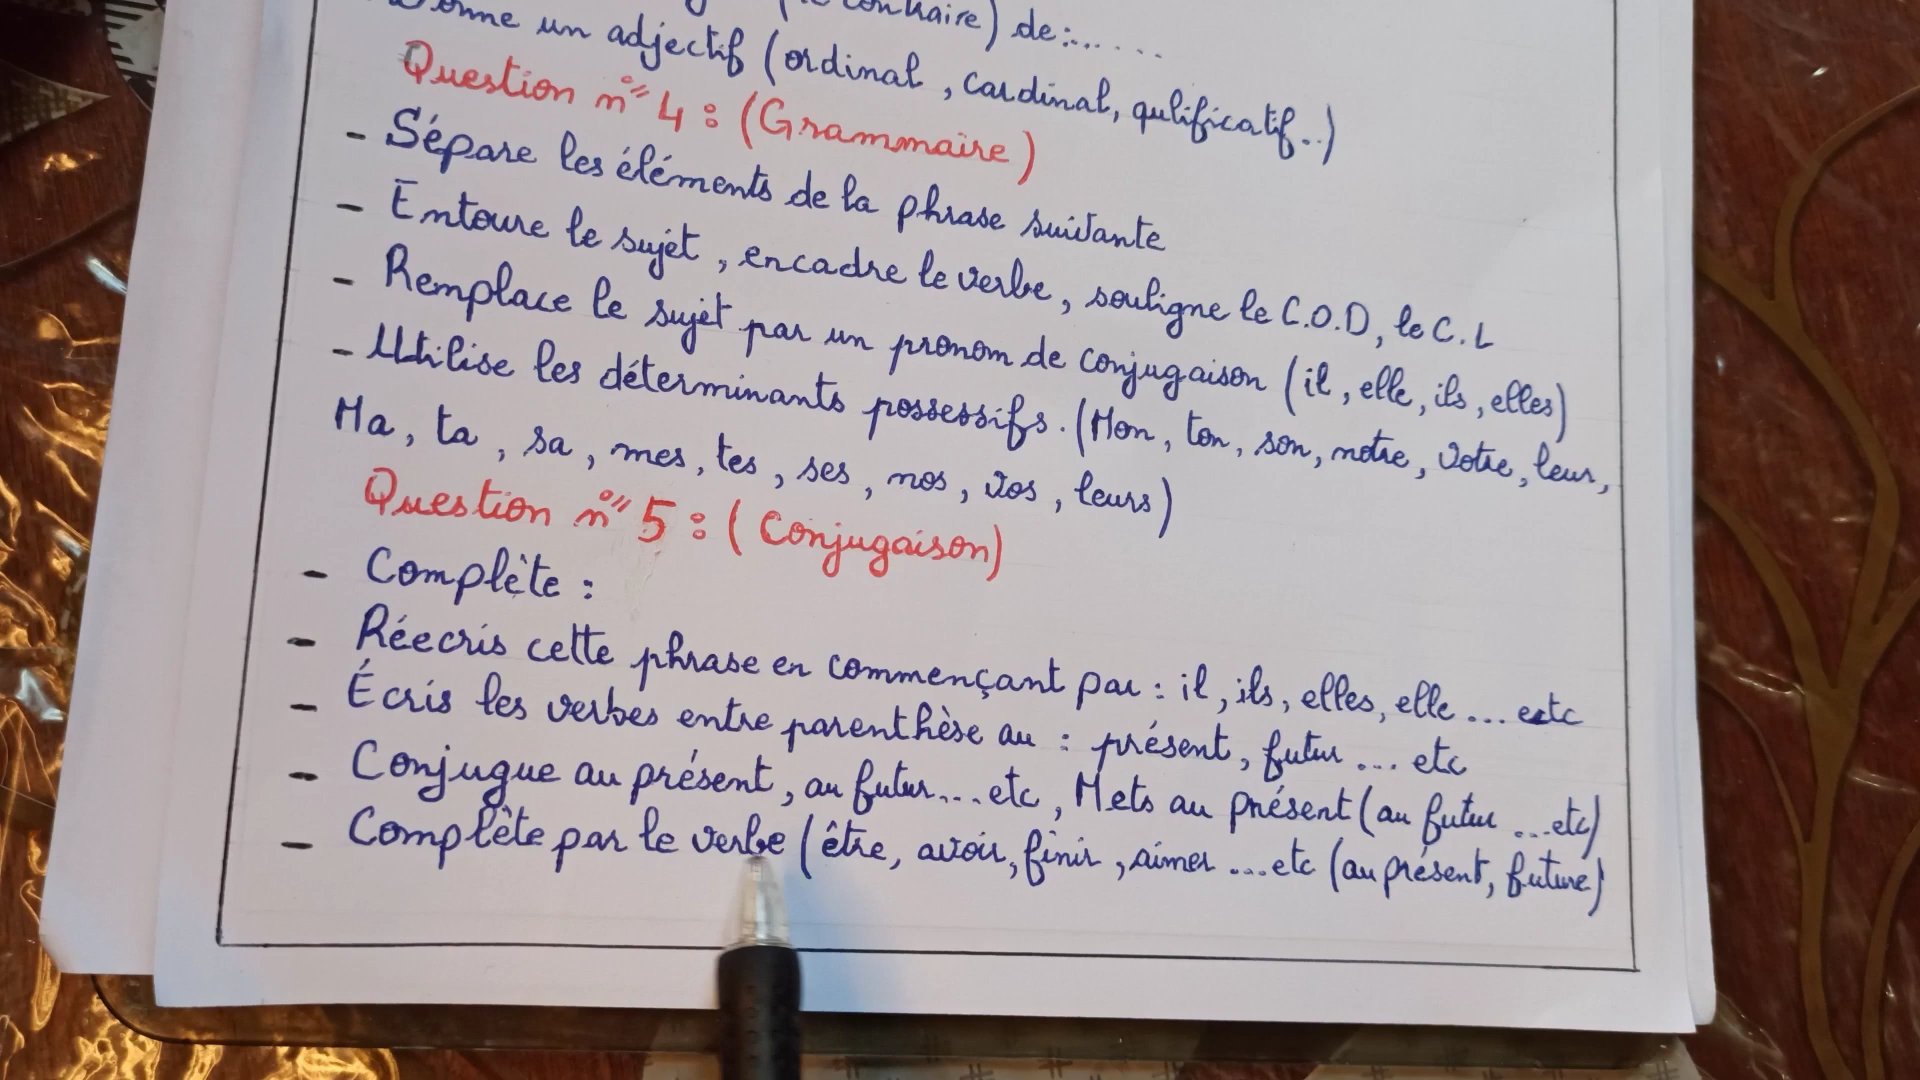 contraire) de:........
Donne un adjectif (ordinal, cardinal, qulificatif..)
Question n° 4 : (Grammaire)
- Sépare les éléments de la phrase suivante
- Entoure le sujet, encadre le verbe, souligne le C.O.D, le C.L
- Remplace le sujet par un pronom de conjugaison (il, elle, ils, elles)
- Utilise les déterminants possessifs. (Mon, ton, son, notre, votre, leur,
Ma, ta, sa, mes, tes, ses, nos, vos, leurs)
Question n° 5 : (Conjugaison)
- Complète :
- Réecris cette phrase en commençant par : il, ils, elles, elle ... estc
- Écris les verbes entre parenthèse au : présent, futur ... etc
- Conjugue au présent, au futur....etc, Mets au présent (au futur ...etc)
- Complète par le verbe (être, avoir, finir, aimer ....etc (au présent, future)